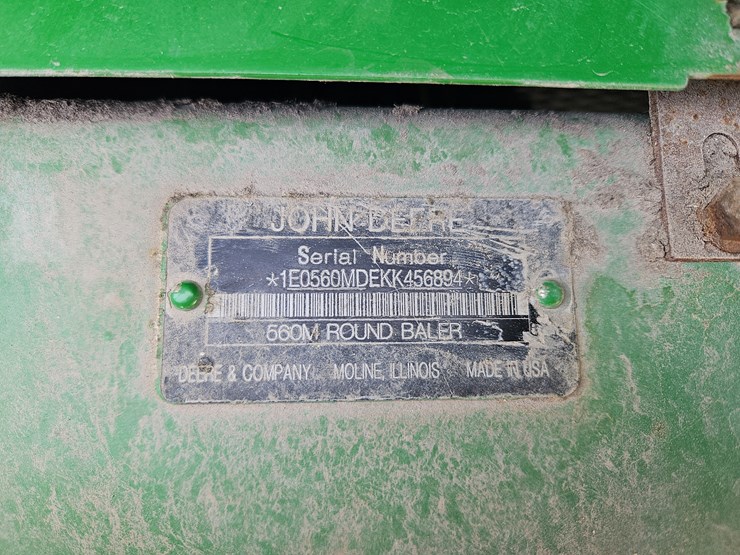 JOHN DEERE
Serial Number
*1E0560MDEKK456894*
560M ROUND BALER
DEERE & COMPANY MOLINE, ILLINOIS MADE IN USA